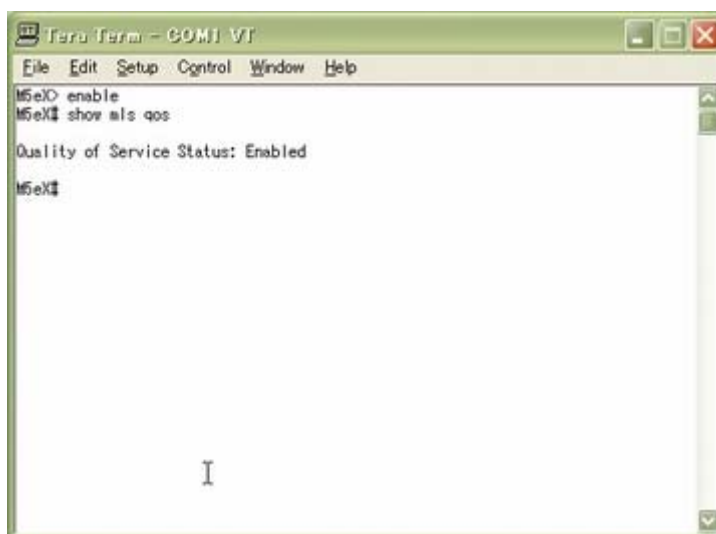 Tera Term - COM1 VT
File Edit Setup Control Window Help
M5eX> enable
M5eX# show mls qos
Quality of Service Status: Enabled
M5eX#